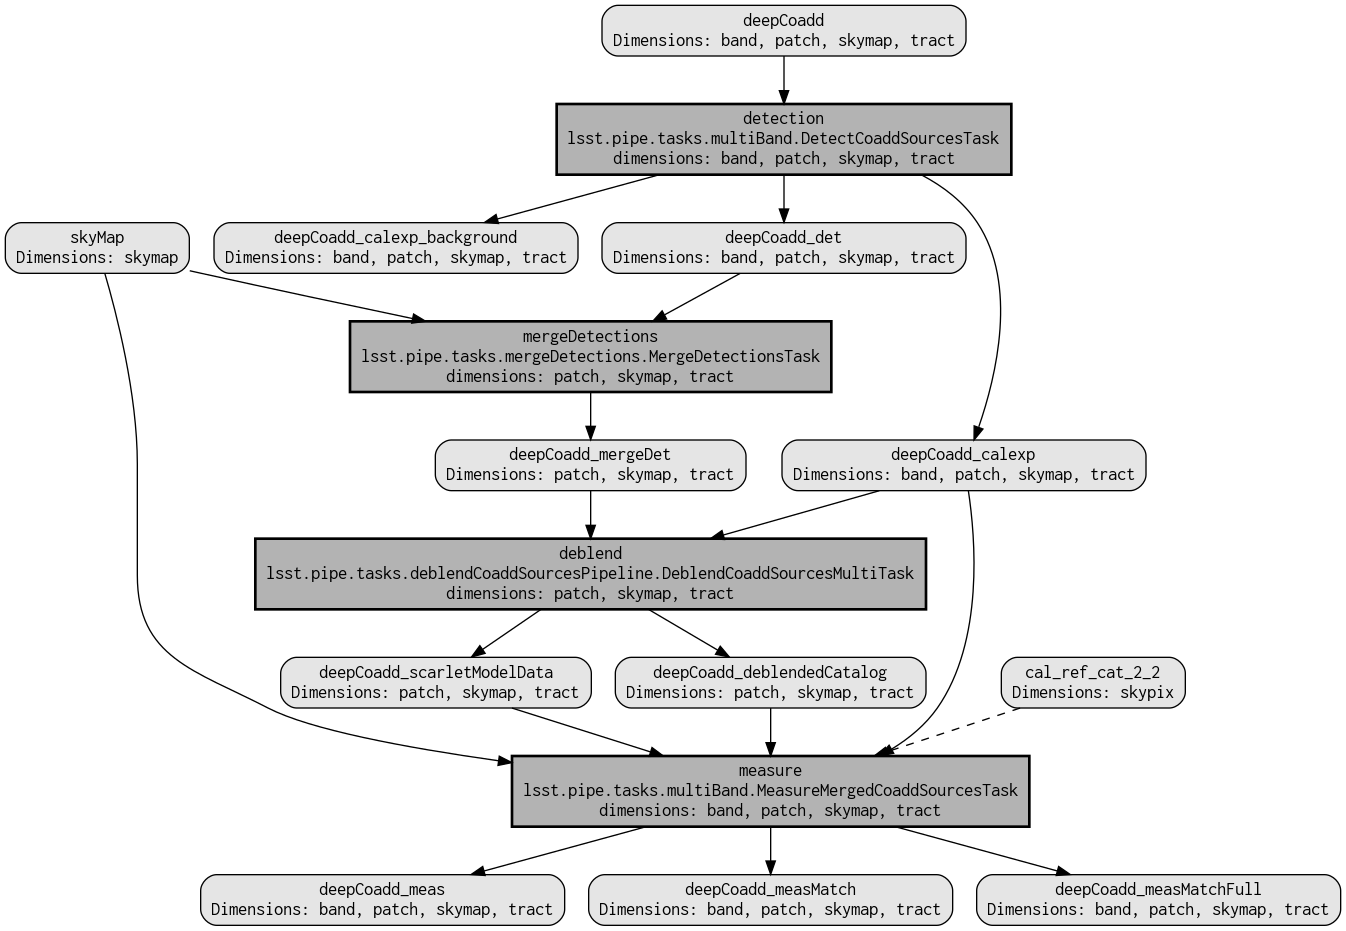 deepCoadd
Dimensions: band, patch, skymap, tract
detection
lsst.pipe.tasks.multiBand.DetectCoaddSourcesTask
dimensions: band, patch, skymap, tract
skyMap
Dimensions: skymap
deepCoadd_calexp_background
Dimensions: band, patch, skymap, tract
deepCoadd_det
Dimensions: band, patch, skymap, tract
mergeDetections
lsst.pipe.tasks.mergeDetections.MergeDetectionsTask
dimensions: patch, skymap, tract
deepCoadd_mergeDet
Dimensions: patch, skymap, tract
deepCoadd_calexp
Dimensions: band, patch, skymap, tract
deblend
lsst.pipe.tasks.deblendCoaddSourcesPipeline.DeblendCoaddSourcesMultiTask
dimensions: patch, skymap, tract
deepCoadd_scarletModelData
Dimensions: patch, skymap, tract
deepCoadd_deblendedCatalog
Dimensions: patch, skymap, tract
cal_ref_cat_2_2
Dimensions: skypix
measure
lsst.pipe.tasks.multiBand.MeasureMergedCoaddSourcesTask
dimensions: band, patch, skymap, tract
deepCoadd_meas
Dimensions: band, patch, skymap, tract
deepCoadd_measMatch
Dimensions: band, patch, skymap, tract
deepCoadd_measMatchFull
Dimensions: band, patch, skymap, tract